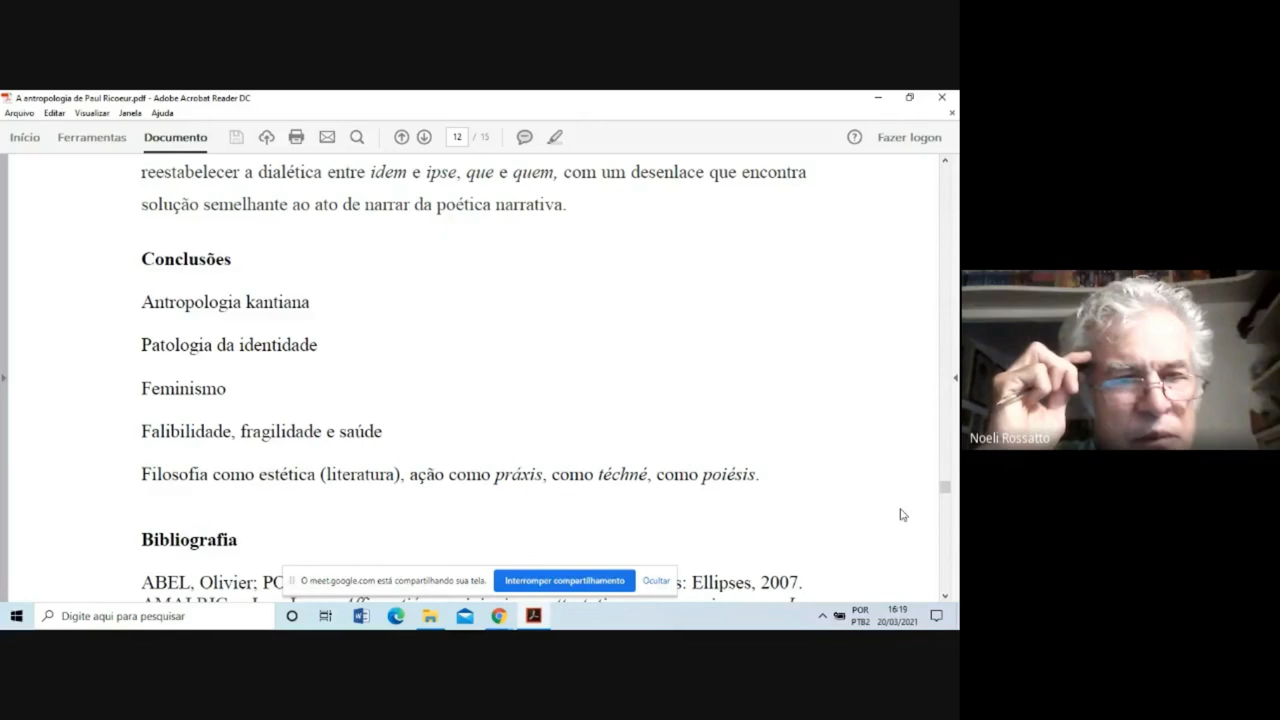 A antropologia de Paul Ricoeur.pdf - Adobe Acrobat Reader DC
Arquivo Editar Visualizar Janela Ajuda
Início Ferramentas Documento 12 / 15 Fazer logon
reestabelecer a dialética entre idem e ipse, que e quem, com um desenlace que encontra
solução semelhante ao ato de narrar da poética narrativa.
Conclusões
Antropologia kantiana
Patologia da identidade
Feminismo
Falibilidade, fragilidade e saúde
Filosofia como estética (literatura), ação como práxis, como téchné, como poiésis.
Bibliografia
ABEL, Olivier; PO : Ellipses, 2007.
O meet.google.com está compartilhando sua tela. Interromper compartilhamento Ocultar
Digite aqui para pesquisar
POR 16:19
PTB2 20/03/2021
Noeli Rossatto